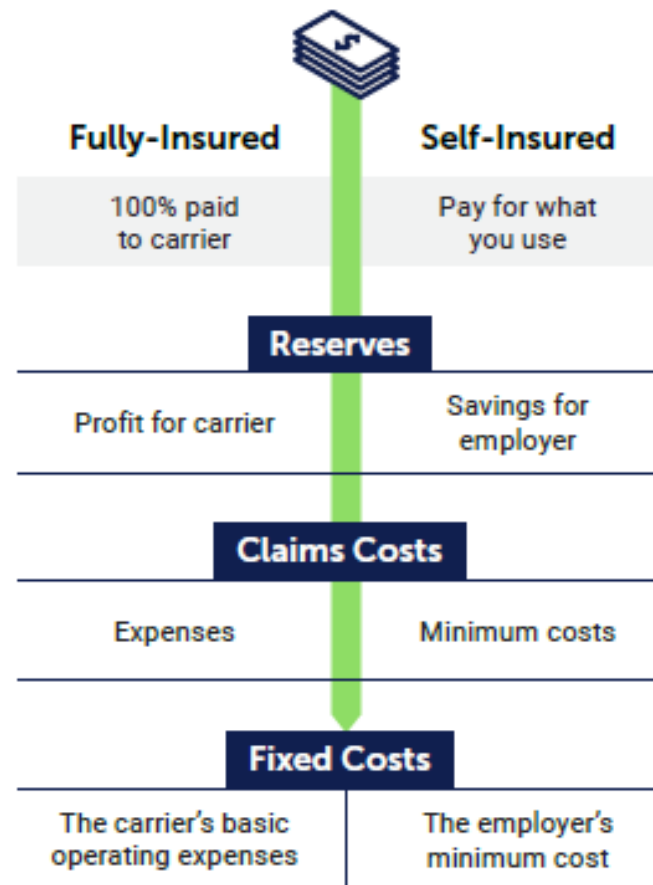 $
Fully-Insured
Self-Insured
100% paid
to carrier
Pay for what
you use
Reserves
Profit for carrier
Savings for
employer
Claims Costs
Expenses
Minimum costs
Fixed Costs
The carrier's basic
operating expenses
The employer's
minimum cost